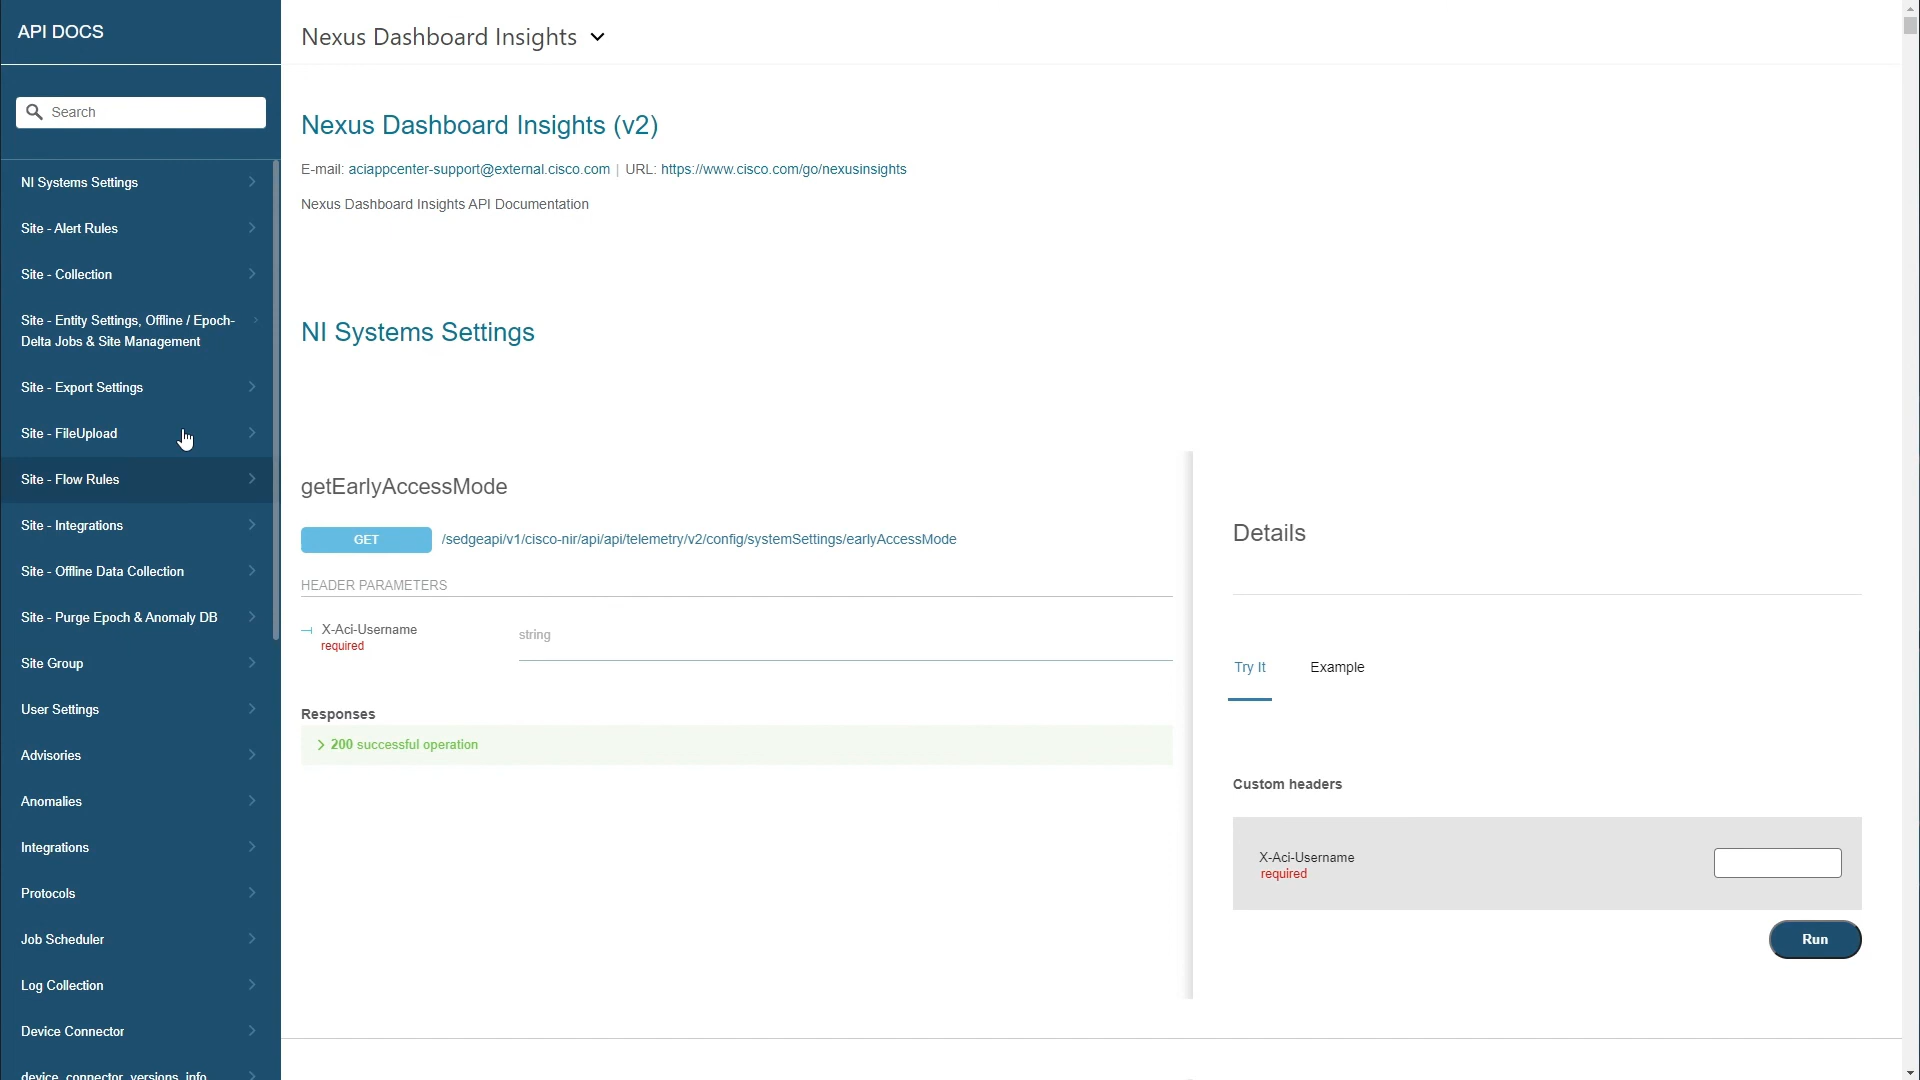 API DOCS
Search
NI Systems Settings
Site - Alert Rules
Site - Collection
Site - Entity Settings, Offline / Epoch-
Delta Jobs & Site Management
Site - Export Settings
Site - FileUpload
Site - Flow Rules
Site - Integrations
Site - Offline Data Collection
Site - Purge Epoch & Anomaly DB
Site Group
User Settings
Advisories
Anomalies
Integrations
Protocols
Job Scheduler
Log Collection
Device Connector
device_connector_versions_info
Nexus Dashboard Insights
Nexus Dashboard Insights (v2)
E-mail: aciappcenter-support@external.cisco.com | URL: https://www.cisco.com/go/nexusinsights
Nexus Dashboard Insights API Documentation
NI Systems Settings
getEarlyAccessMode
GET /sedgeapi/v1/cisco-nir/api/api/telemetry/v2/config/systemSettings/earlyAccessMode
HEADER PARAMETERS
X-Aci-Username string
required
Responses
200 successful operation
Details
Try It Example
Custom headers
X-Aci-Username
required
Run